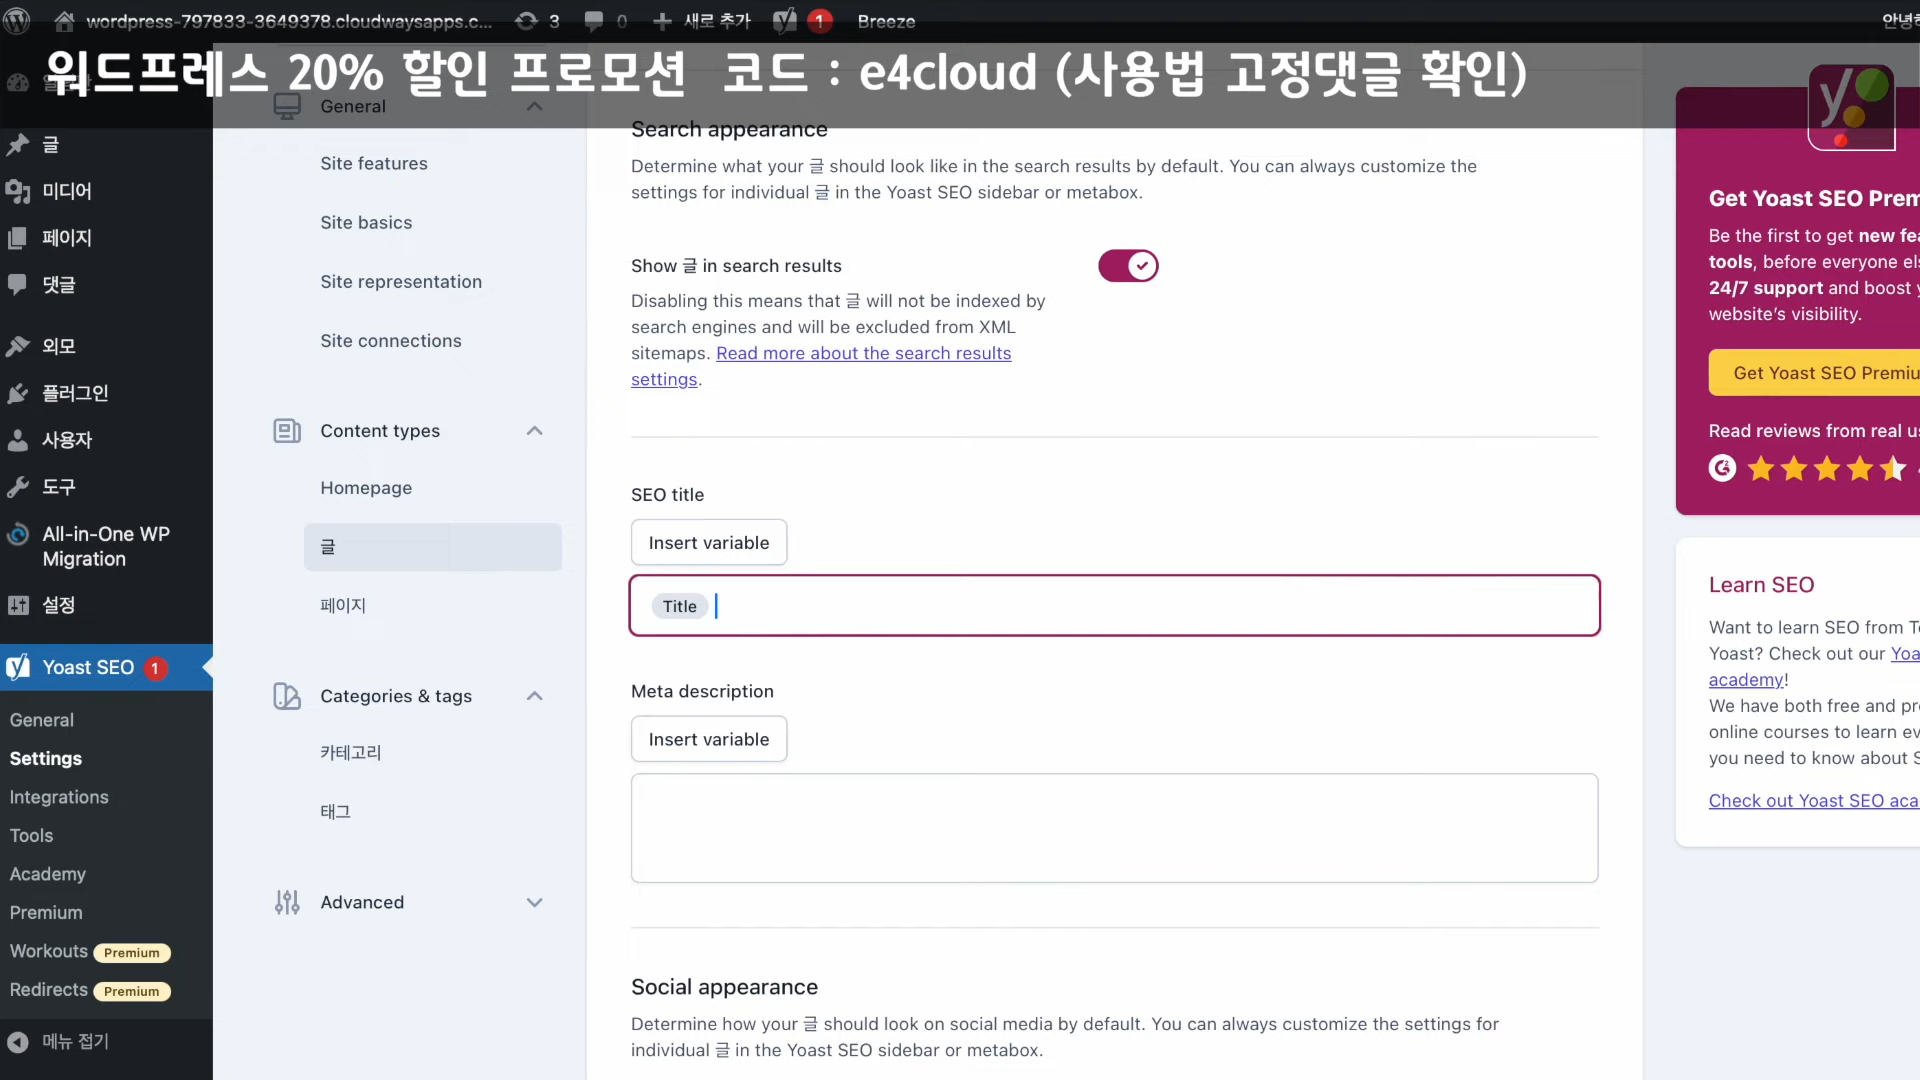 wordpress-797833-3649378.cloudwaysapps.c... 3 0 새로 추가 1 Breeze
위드프레스 20% 할인 프로모션 코드 : e4cloud (사용법 고정댓글 확인)
글
미디어
페이지
댓글
외모
플러그인
사용자
도구
All-in-One WP
Migration
설정
Yoast SEO 1
General
Settings
Integrations
Tools
Academy
Premium
Workouts Premium
Redirects Premium
메뉴 접기
General
Site features
Site basics
Site representation
Site connections
Content types
Homepage
글
페이지
Categories & tags
카테고리
태그
Advanced
Search appearance
Determine what your 글 should look like in the search results by default. You can always customize the
settings for individual 글 in the Yoast SEO sidebar or metabox.
Show 글 in search results
Disabling this means that 글 will not be indexed by
search engines and will be excluded from XML
sitemaps. Read more about the search results
settings.
SEO title
Insert variable
Title
Meta description
Insert variable
Social appearance
Determine how your 글 should look on social media by default. You can always customize the settings for
individual 글 in the Yoast SEO sidebar or metabox.
Get Yoast SEO Prem
Be the first to get new fea
tools, before everyone els
24/7 support and boost y
website's visibility.
Get Yoast SEO Premiu
Read reviews from real us
Learn SEO
Want to learn SEO from Te
Yoast? Check out our Yoa
academy!
We have both free and pre
online courses to learn ev
you need to know about S
Check out Yoast SEO aca